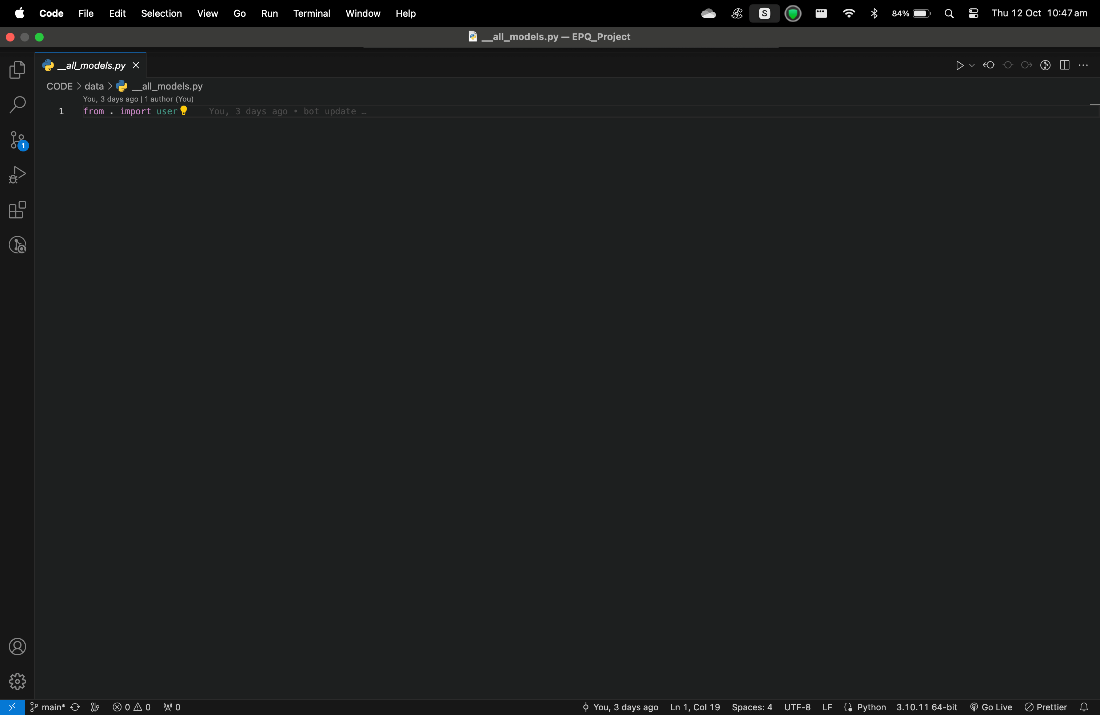 Code File Edit Selection View Go Run Terminal Window Help S 84% Thu 12 Oct 10:47 am
__all_models.py — EPQ_Project
__all_models.py
CODE > data > __all_models.py
You, 3 days ago | 1 author (You)
1 from . import user You, 3 days ago • bot update …
1
main* 0 0 0 You, 3 days ago Ln 1, Col 19 Spaces: 4 UTF-8 LF Python 3.10.11 64-bit Go Live Prettier